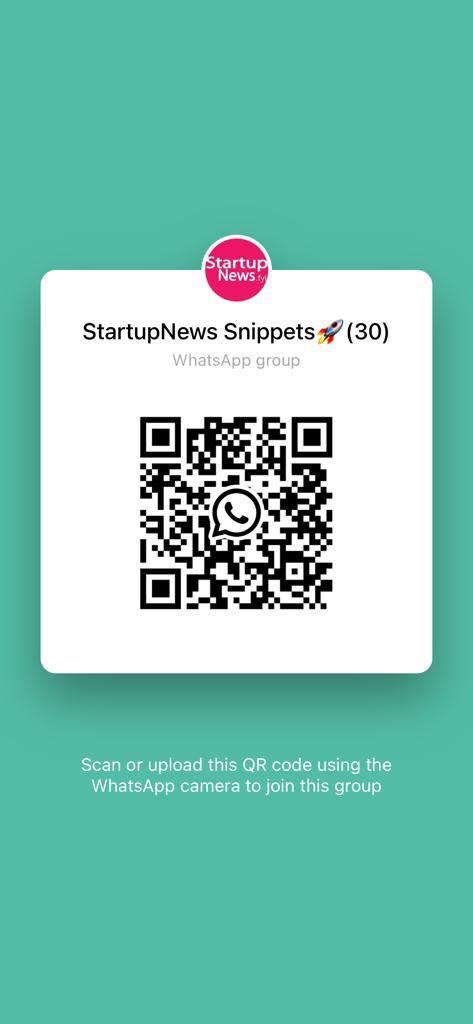 Startup
News.fyi
StartupNews Snippets🚀(30)
WhatsApp group
Scan or upload this QR code using the
WhatsApp camera to join this group